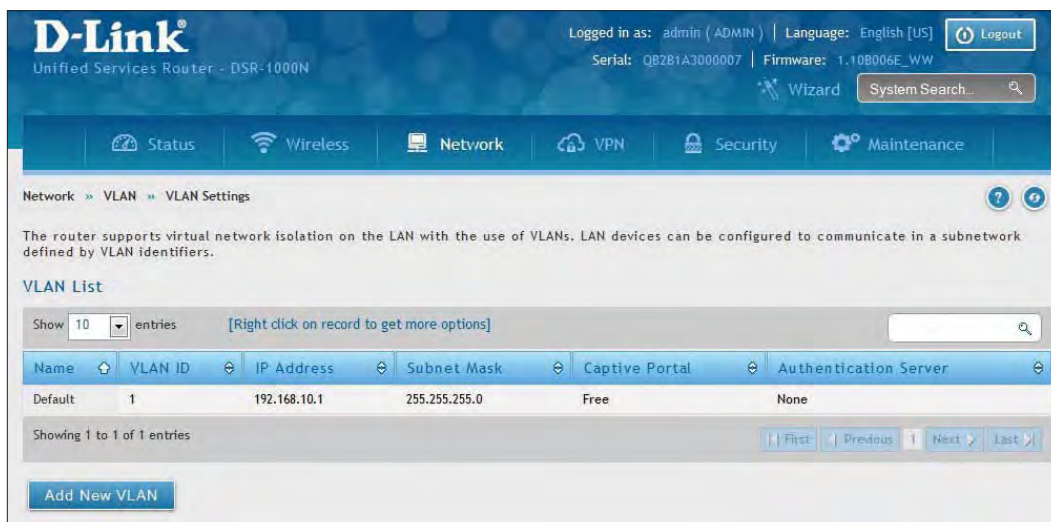 D-Link
Unified Services Router - DSR-1000N
Logged in as: admin ( ADMIN ) | Language: English [US]
Logout
Serial: QB2B1A3000007 | Firmware: 1.10B006E_WW
Wizard
System Search...
Status
Wireless
Network
VPN
Security
Maintenance
Network » VLAN » VLAN Settings
The router supports virtual network isolation on the LAN with the use of VLANs. LAN devices can be configured to communicate in a subnetwork
defined by VLAN identifiers.
VLAN List
Show 10 entries [Right click on record to get more options]
Name VLAN ID IP Address Subnet Mask Captive Portal Authentication Server
Default 1 192.168.10.1 255.255.255.0 Free None
Showing 1 to 1 of 1 entries
First Previous 1 Next Last
Add New VLAN